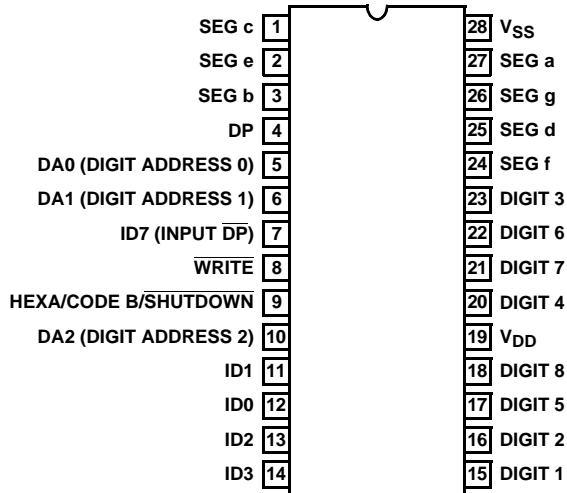 SEG c 1 28 VSS
SEG e 2 27 SEG a
SEG b 3 26 SEG g
DP 4 25 SEG d
DA0 (DIGIT ADDRESS 0) 5 24 SEG f
DA1 (DIGIT ADDRESS 1) 6 23 DIGIT 3
ID7 (INPUT D̅P̅) 7 22 DIGIT 6
W̅R̅I̅T̅E̅ 8 21 DIGIT 7
HEXA/CODE B/S̅H̅U̅T̅D̅O̅W̅N̅ 9 20 DIGIT 4
DA2 (DIGIT ADDRESS 2) 10 19 VDD
ID1 11 18 DIGIT 8
ID0 12 17 DIGIT 5
ID2 13 16 DIGIT 2
ID3 14 15 DIGIT 1